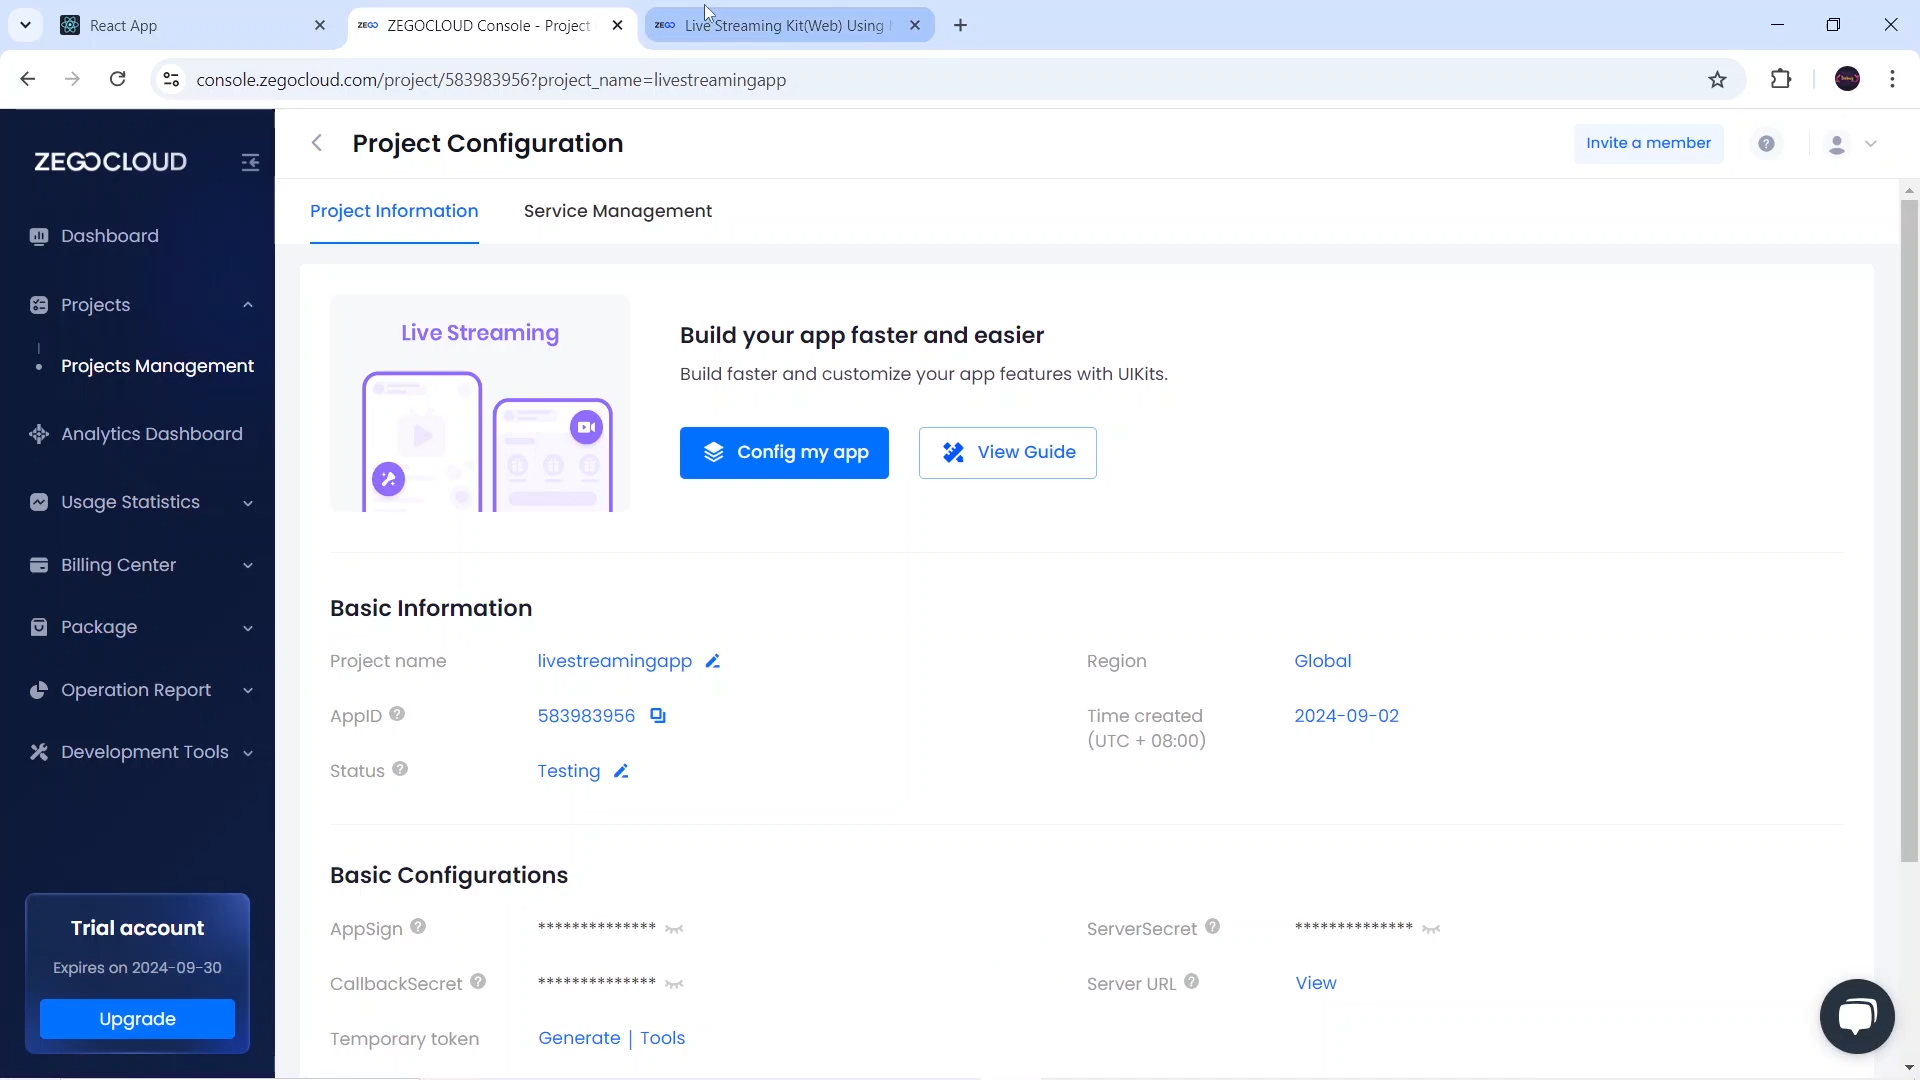 React App
ZEGO ZEGOCLOUD Console - Project
ZEGO Live Streaming Kit(Web) Using
console.zegocloud.com/project/583983956?project_name=livestreamingapp
ZEGOCLOUD
Project Configuration
Invite a member
Project Information
Service Management
Dashboard
Projects
Projects Management
Analytics Dashboard
Usage Statistics
Billing Center
Package
Operation Report
Development Tools
Trial account
Expires on 2024-09-30
Upgrade
Live Streaming
Build your app faster and easier
Build faster and customize your app features with UIKits.
Config my app
View Guide
Basic Information
Project name livestreamingapp
Region Global
AppID ? 583983956
Time created 2024-09-02
(UTC + 08:00)
Status ? Testing
Basic Configurations
AppSign ? **************
ServerSecret ? **************
CallbackSecret ? **************
Server URL ? View
Temporary token Generate | Tools